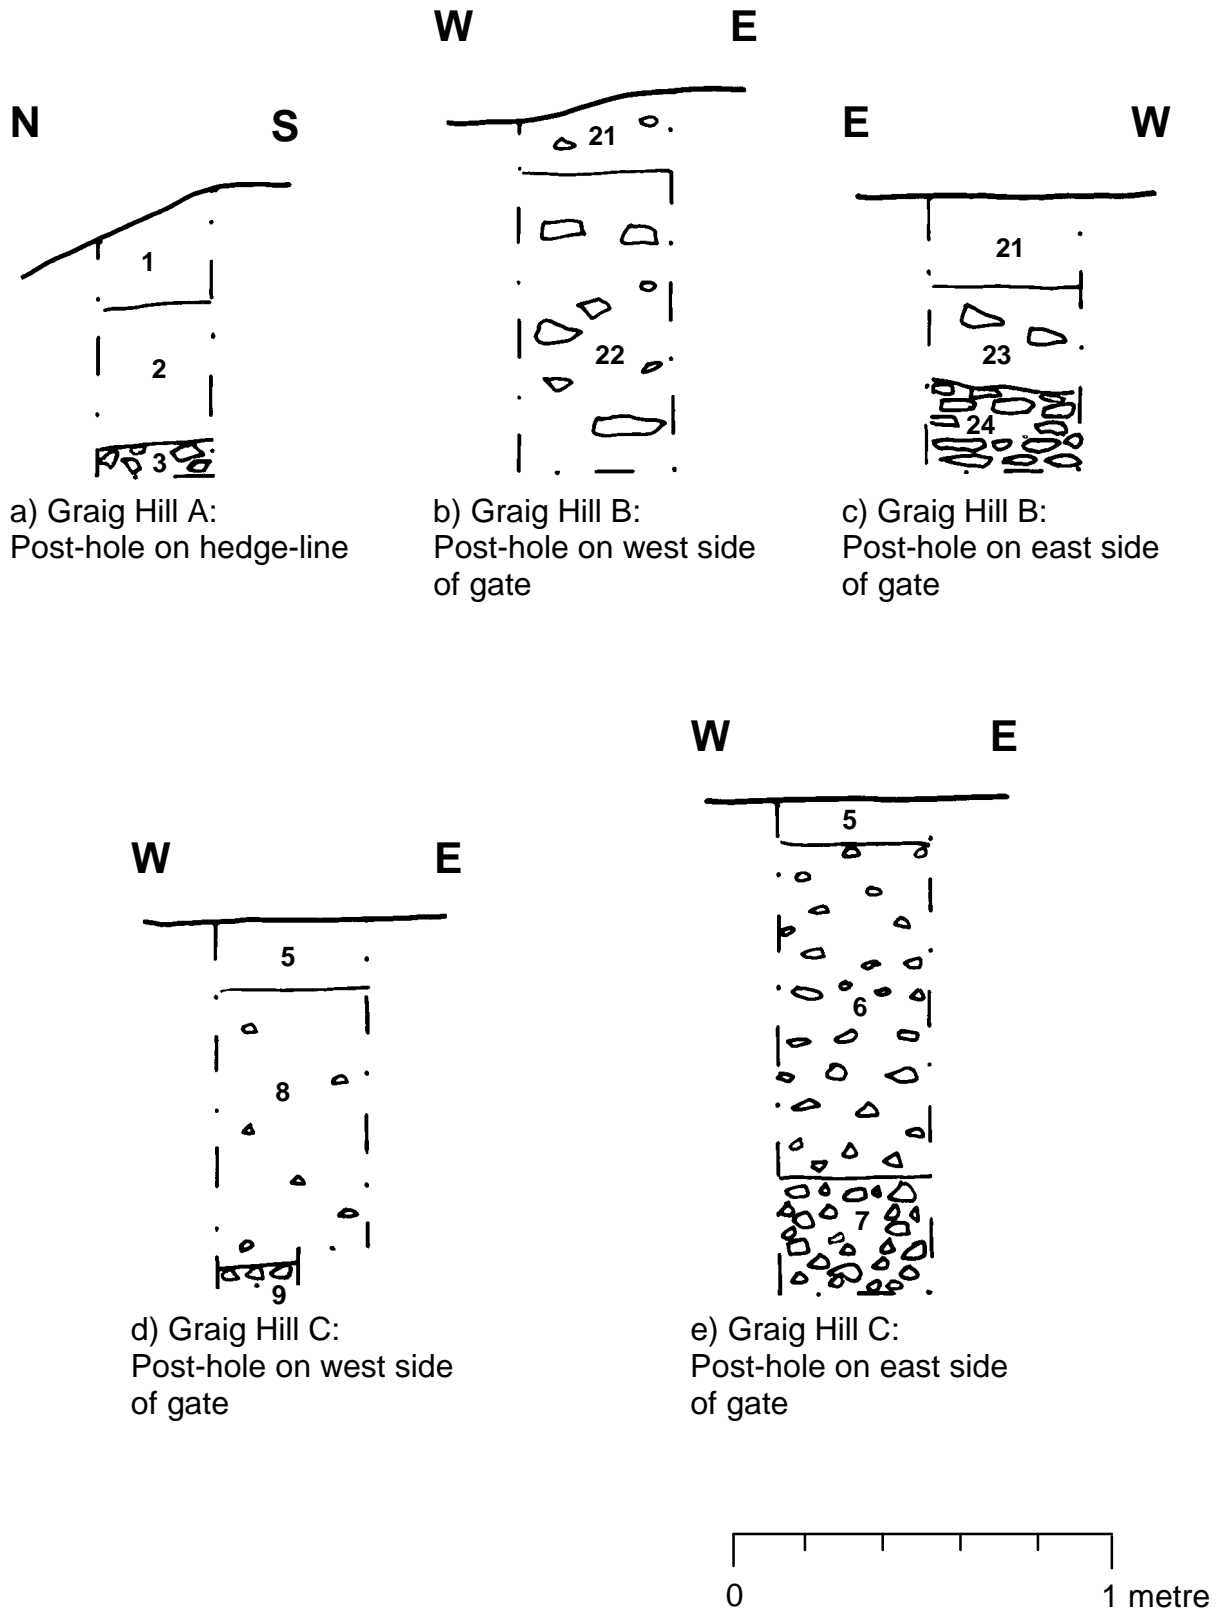 W E
N S
E W
21
1
2
3
22
21
23
24
a) Graig Hill A:
Post-hole on hedge-line
b) Graig Hill B:
Post-hole on west side
of gate
c) Graig Hill B:
Post-hole on east side
of gate
W E
5
8
9
d) Graig Hill C:
Post-hole on west side
of gate
W E
5
6
7
e) Graig Hill C:
Post-hole on east side
of gate
0 1 metre